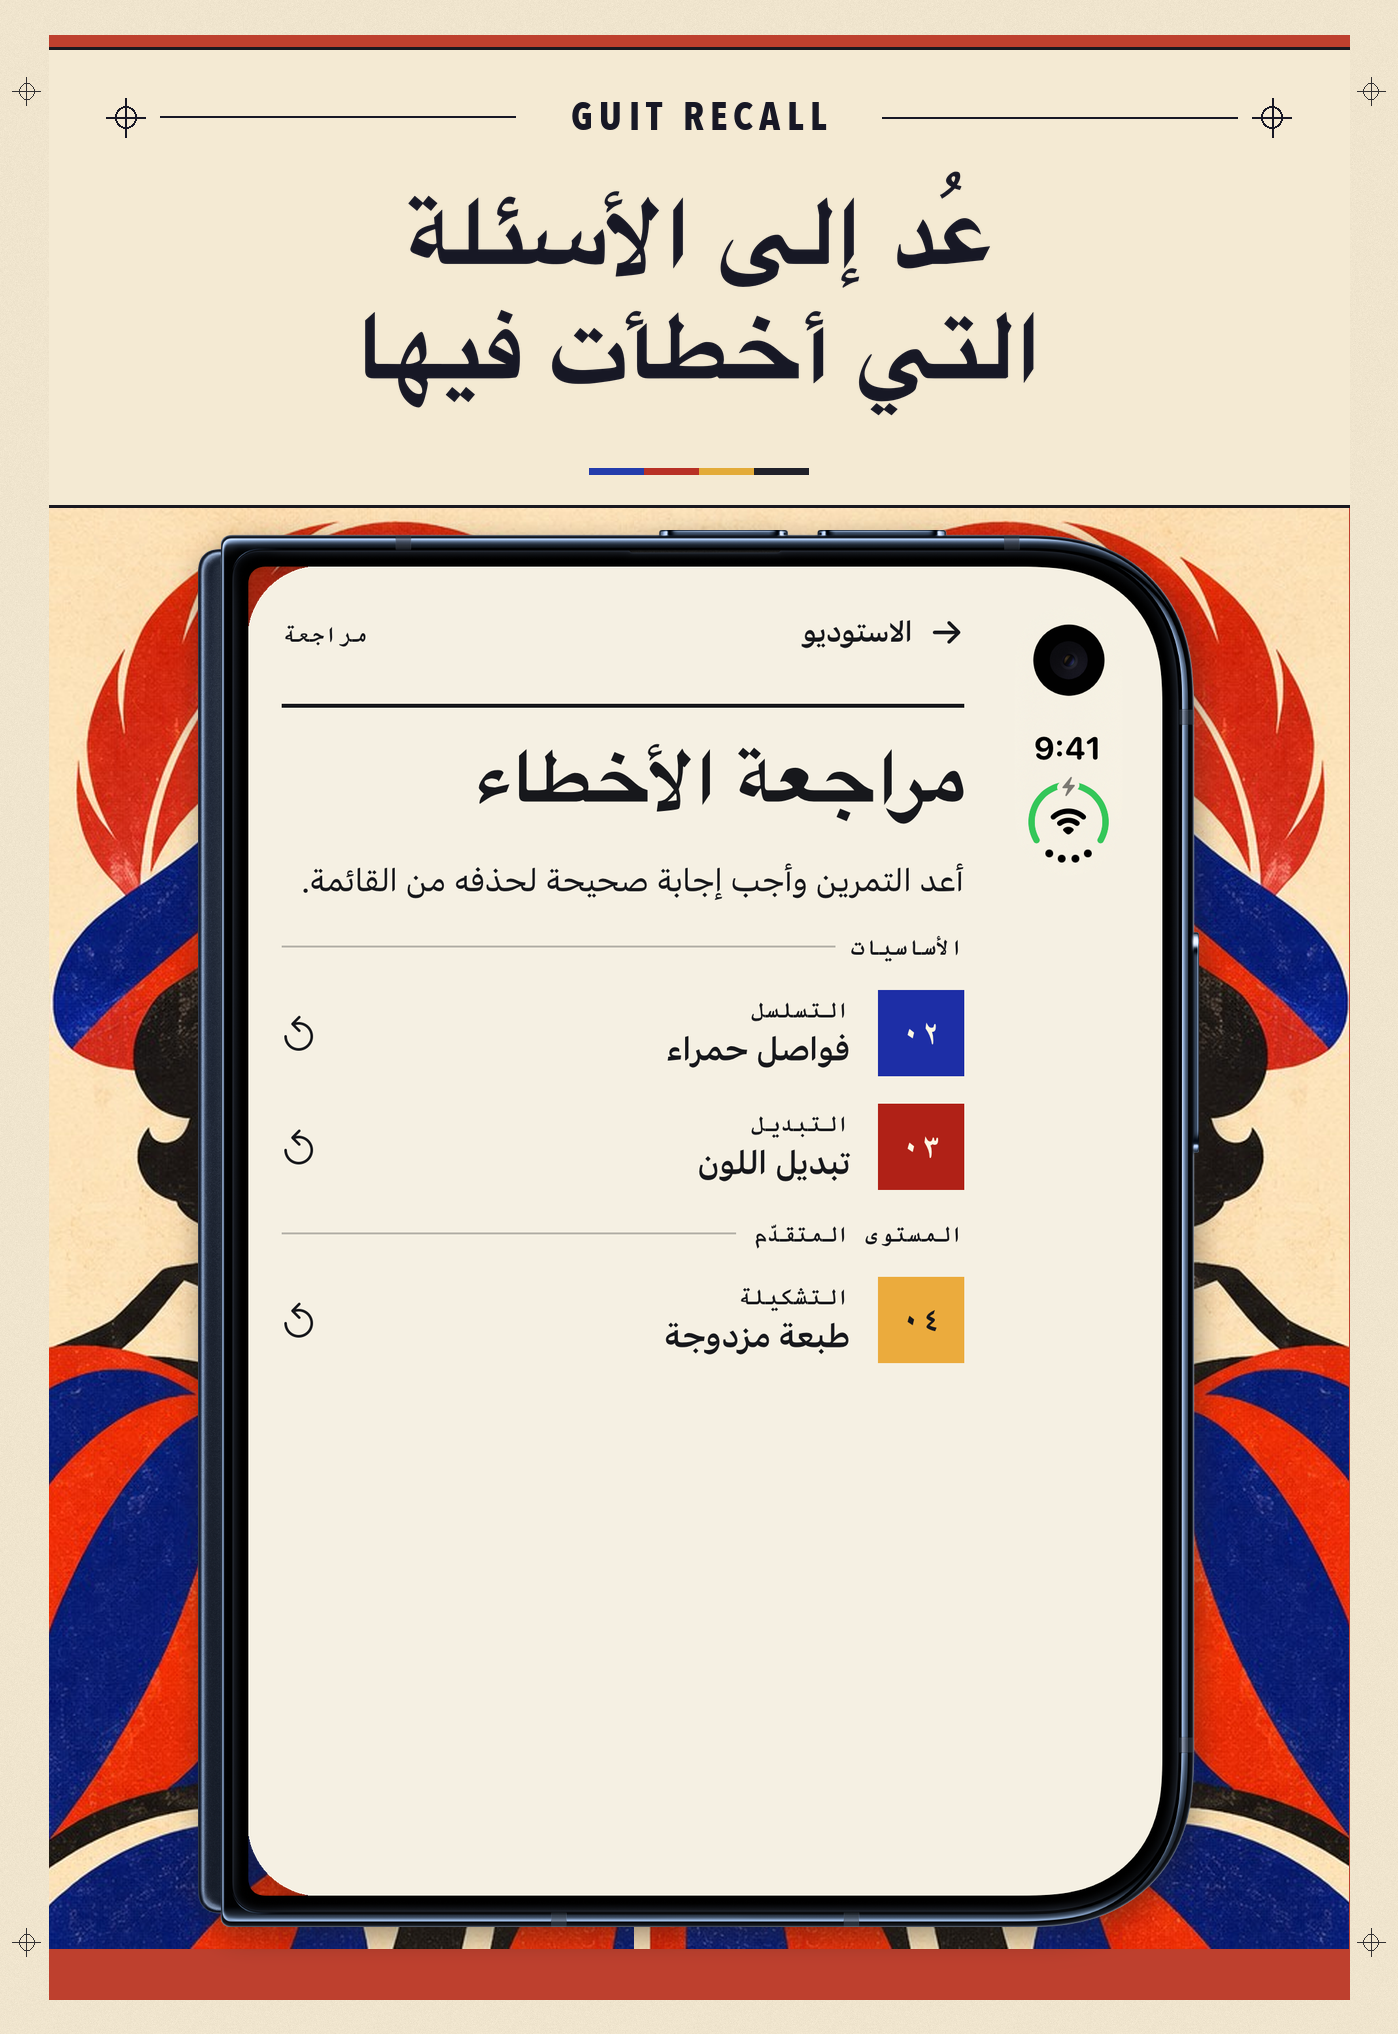 GUIT RECALL
عُد إلى الأسئلة
التي أخطأت فيها
→ الاستوديو
مراجعة
9:41
مراجعة الأخطاء
أعد التمرين وأجب إجابة صحيحة لحذفه من القائمة.
الأساسيات
٠٢
التسلسل
فواصل حمراء
٠٣
التبديل
تبديل اللون
المستوى المتقدّم
٠٤
التشكيلة
طبعة مزدوجة